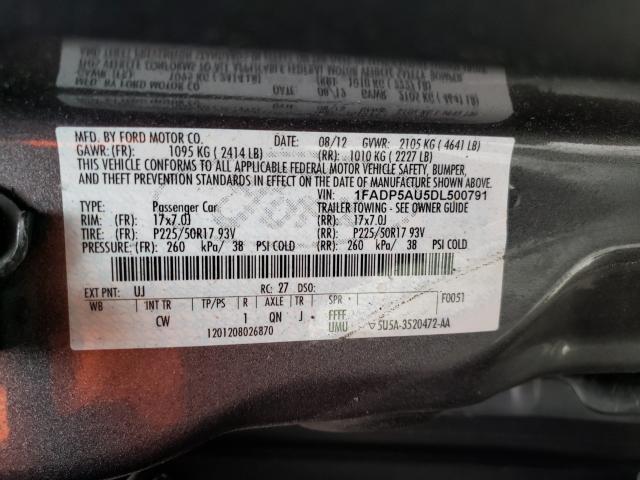 MFD. BY FORD MOTOR CO.
DATE: 08/12 GVWR: 2105 KG ( 4641 LB)
GAWR: (FR): 1095 KG ( 2414 LB) (RR): 1010 KG ( 2227 LB)
THIS VEHICLE CONFORMS TO ALL APPLICABLE FEDERAL MOTOR VEHICLE SAFETY, BUMPER,
AND THEFT PREVENTION STANDARDS IN EFFECT ON THE DATE OF MANUFACTURE SHOWN ABOVE.
VIN: 1FADP5AU5DL500791
TYPE: Passenger Car TRAILER TOWING - SEE OWNER GUIDE
RIM: (FR): 17x7.0J (RR): 17x7.0J
TIRE: (FR): P225/50R17 93V (RR): P225/50R17 93V
PRESSURE: (FR): 260 kPa/ 38 PSI COLD (RR): 260 kPa/ 38 PSI COLD
EXT PNT: UJ RC: 27 DSO: F0051
WB INT TR TP/PS R AXLE TR SPR
CW 1 QN J FFFF
UMU 5U5A-3520472-AA
1201208026870